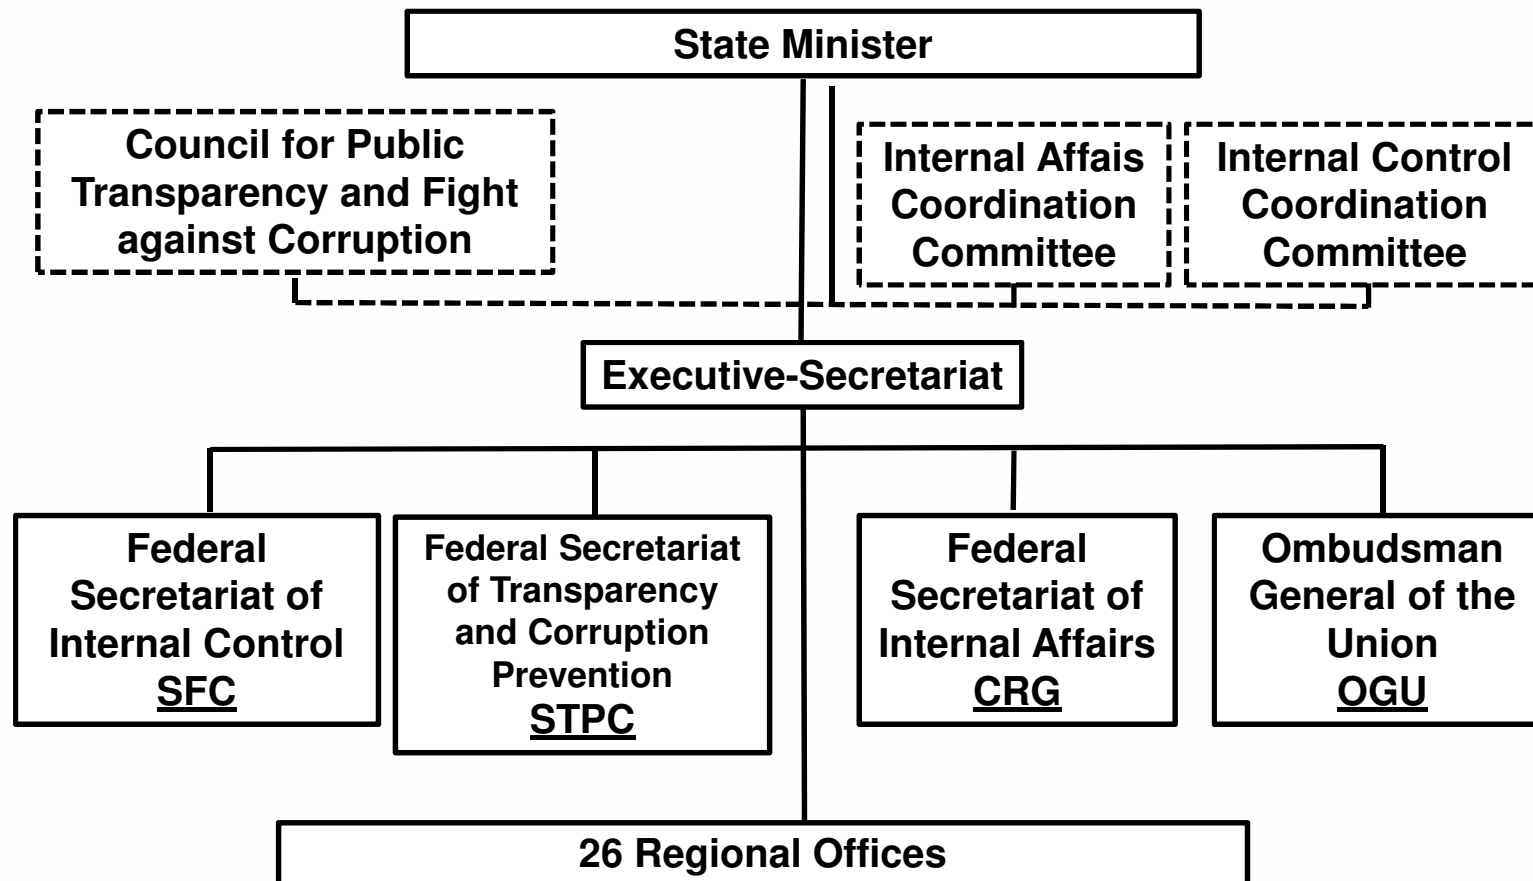 State Minister
Council for Public
Transparency and Fight
against Corruption
Internal Affais
Coordination
Committee
Internal Control
Coordination
Committee
Executive-Secretariat
Federal
Secretariat of
Internal Control
SFC
Federal Secretariat
of Transparency
and Corruption
Prevention
STPC
Federal
Secretariat of
Internal Affairs
CRG
Ombudsman
General of the
Union
OGU
26 Regional Offices